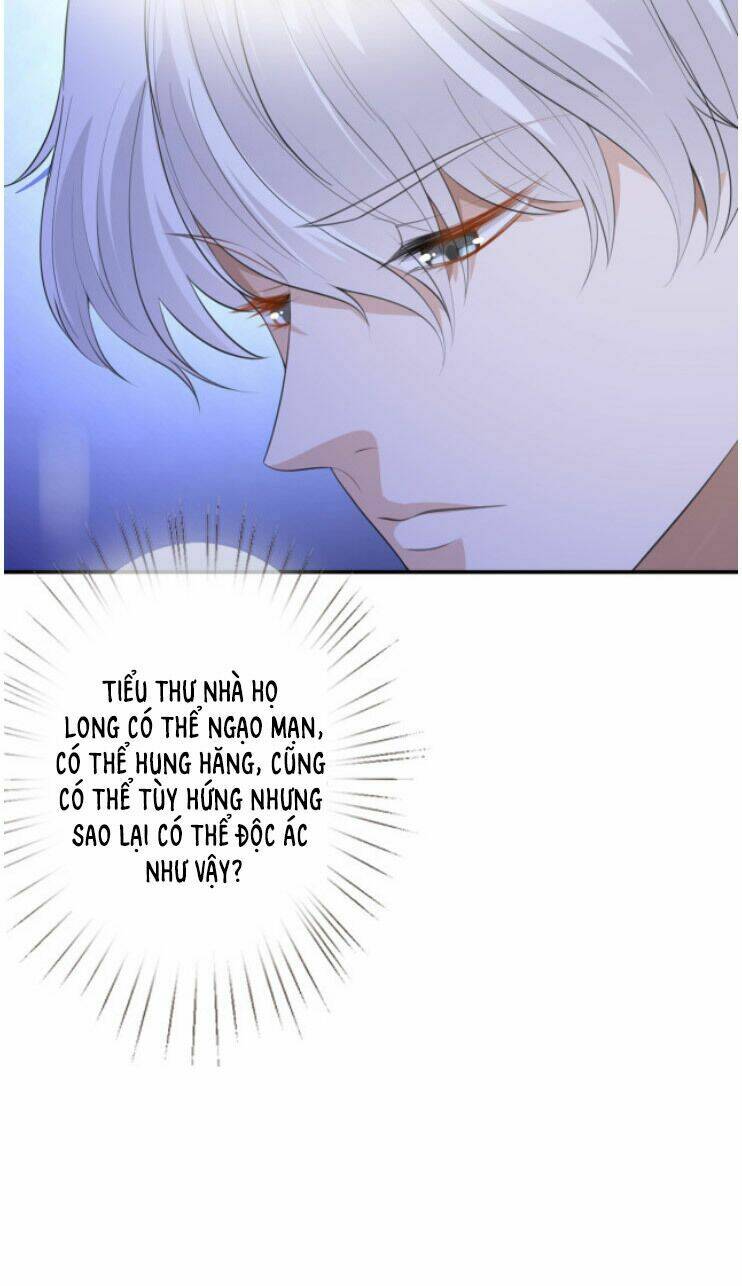 TIỂU THƯ NHÀ HỌ
LONG CÓ THỂ NGẠO MẠN,
CÓ THỂ HUNG HĂNG, CŨNG
CÓ THỂ TÙY HỨNG NHƯNG
SAO LẠI CÓ THỂ ĐỘC ÁC
NHƯ VẬY?